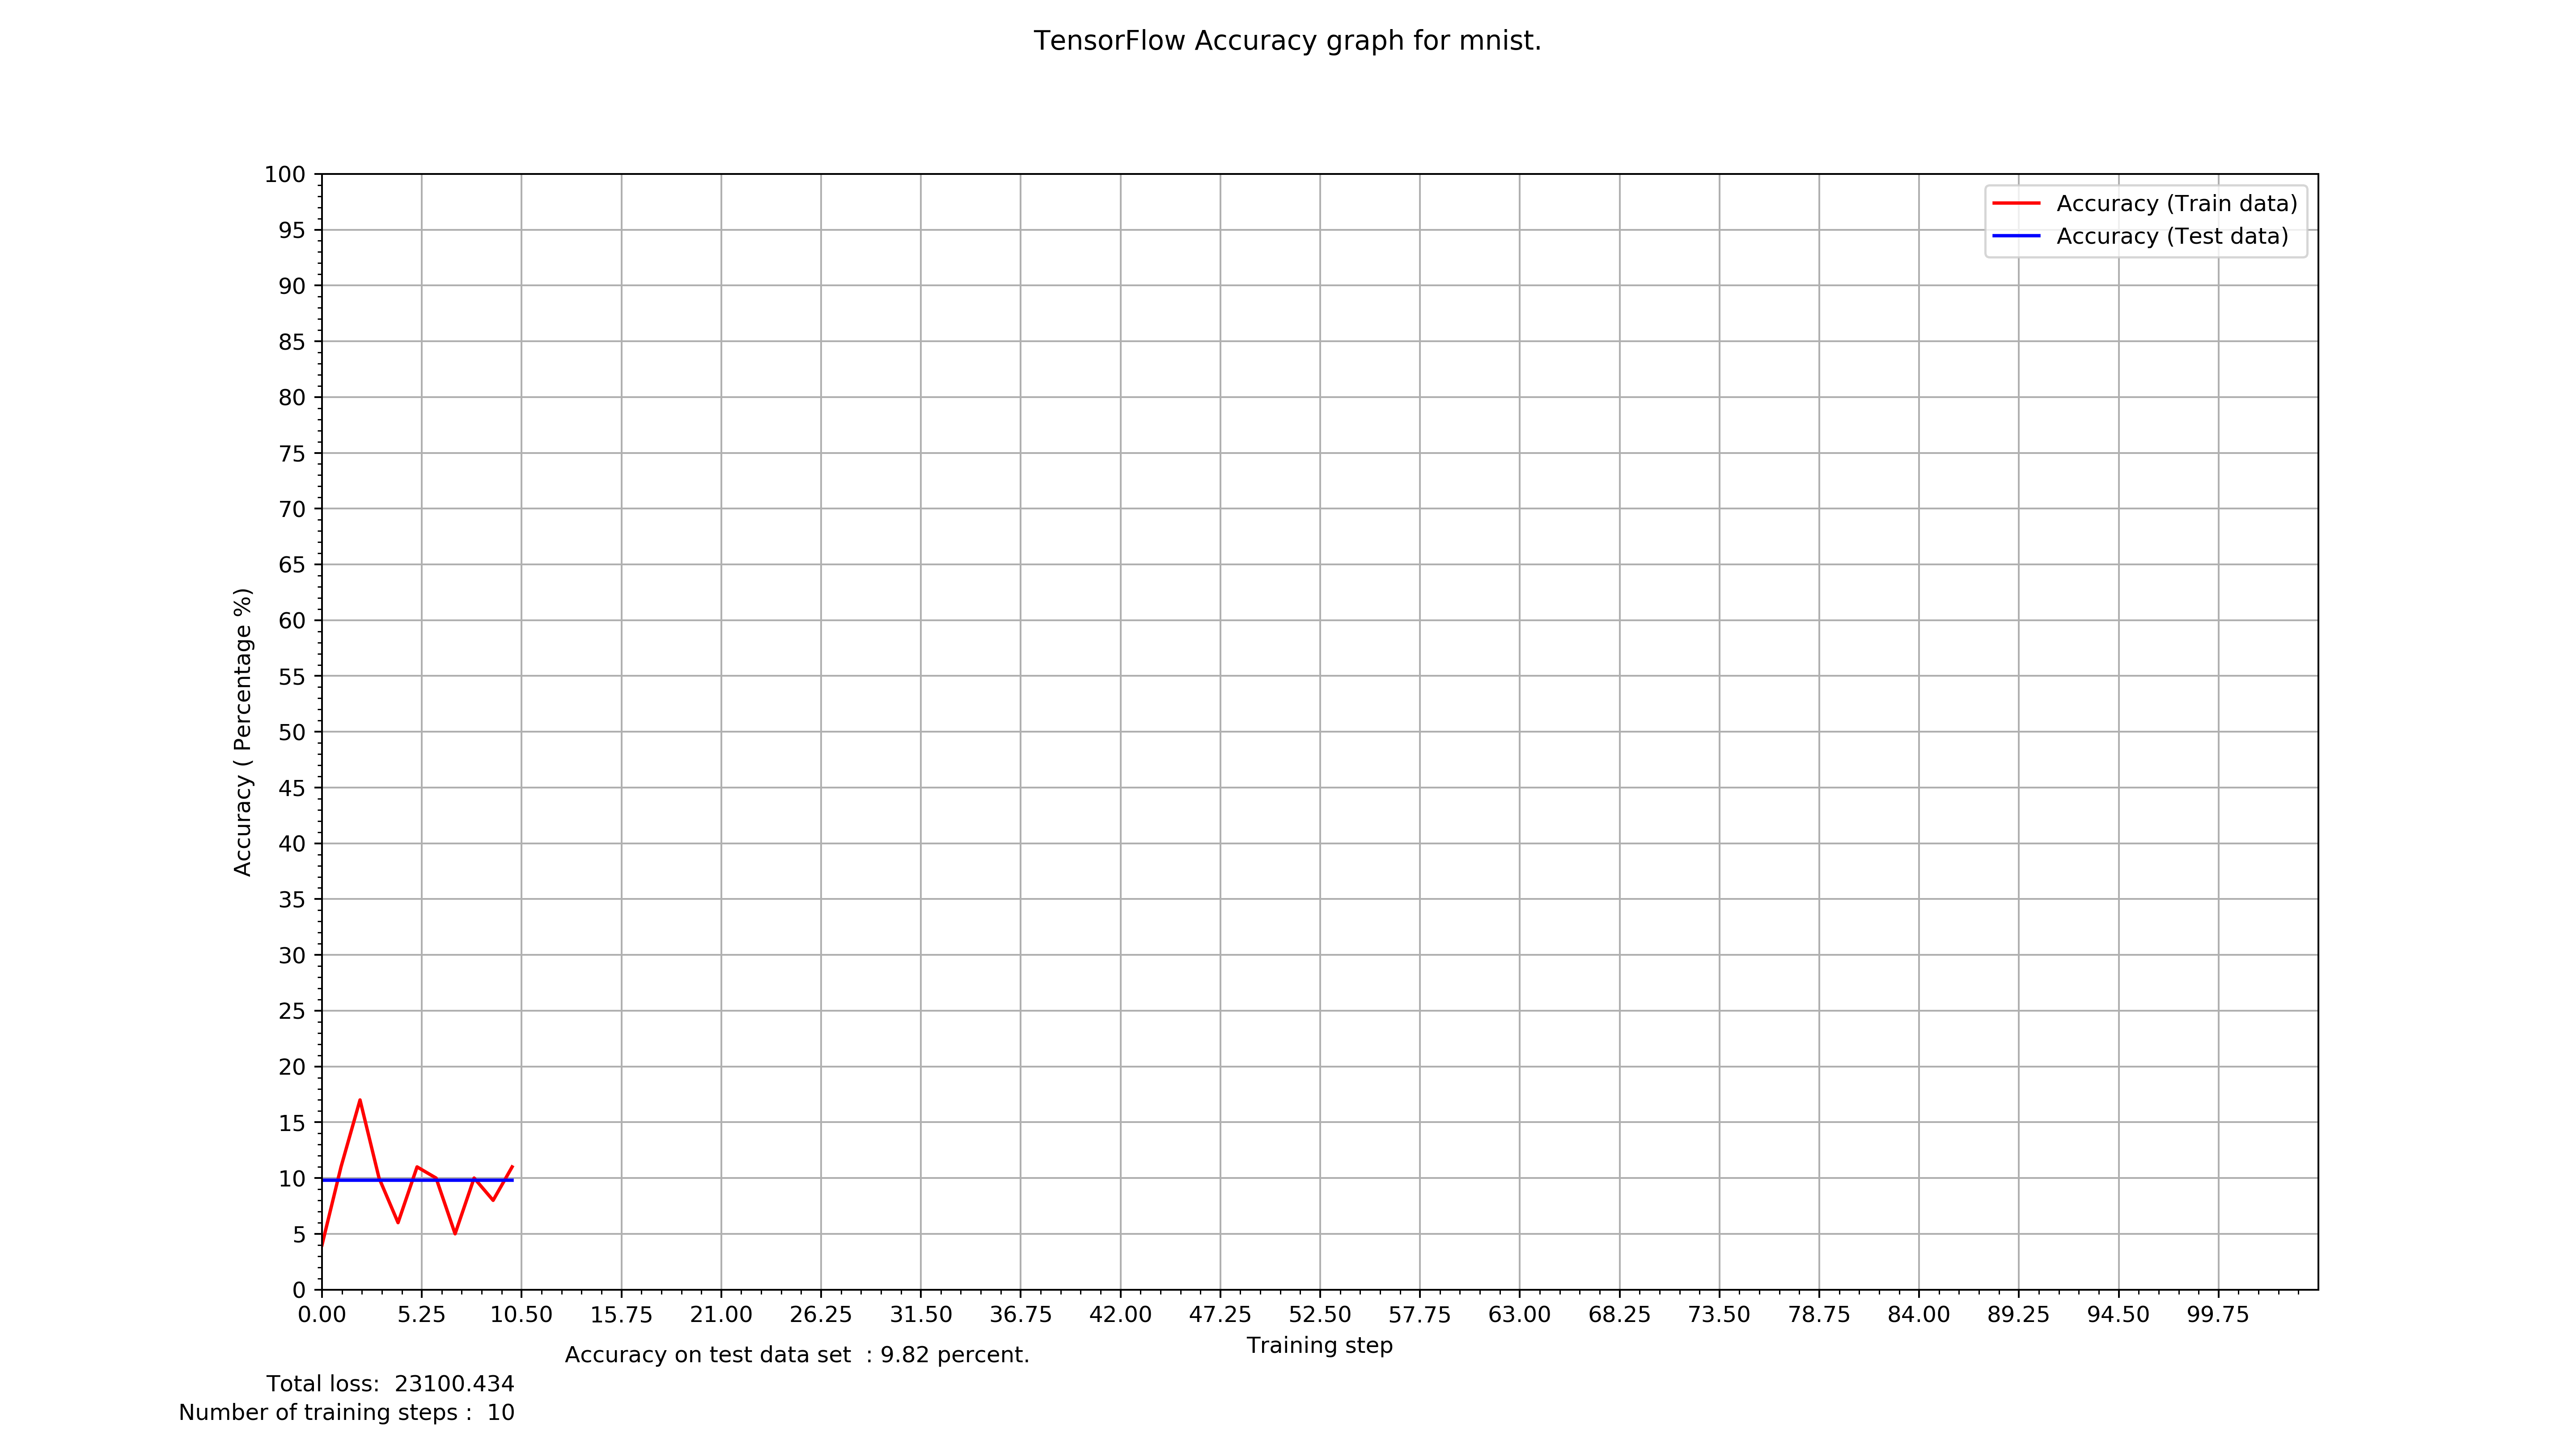 TensorFlow Accuracy graph for mnist.
Accuracy (Train data)
Accuracy (Test data)
100
95
90
85
80
75
70
65
60
55
50
45
40
35
30
25
20
15
10
5
0
Accuracy ( Percentage %)
0.00 5.25 10.50 15.75 21.00 26.25 31.50 36.75 42.00 47.25 52.50 57.75 63.00 68.25 73.50 78.75 84.00 89.25 94.50 99.75
Training step
Accuracy on test data set  : 9.82 percent.
Total loss:  23100.434
Number of training steps :  10